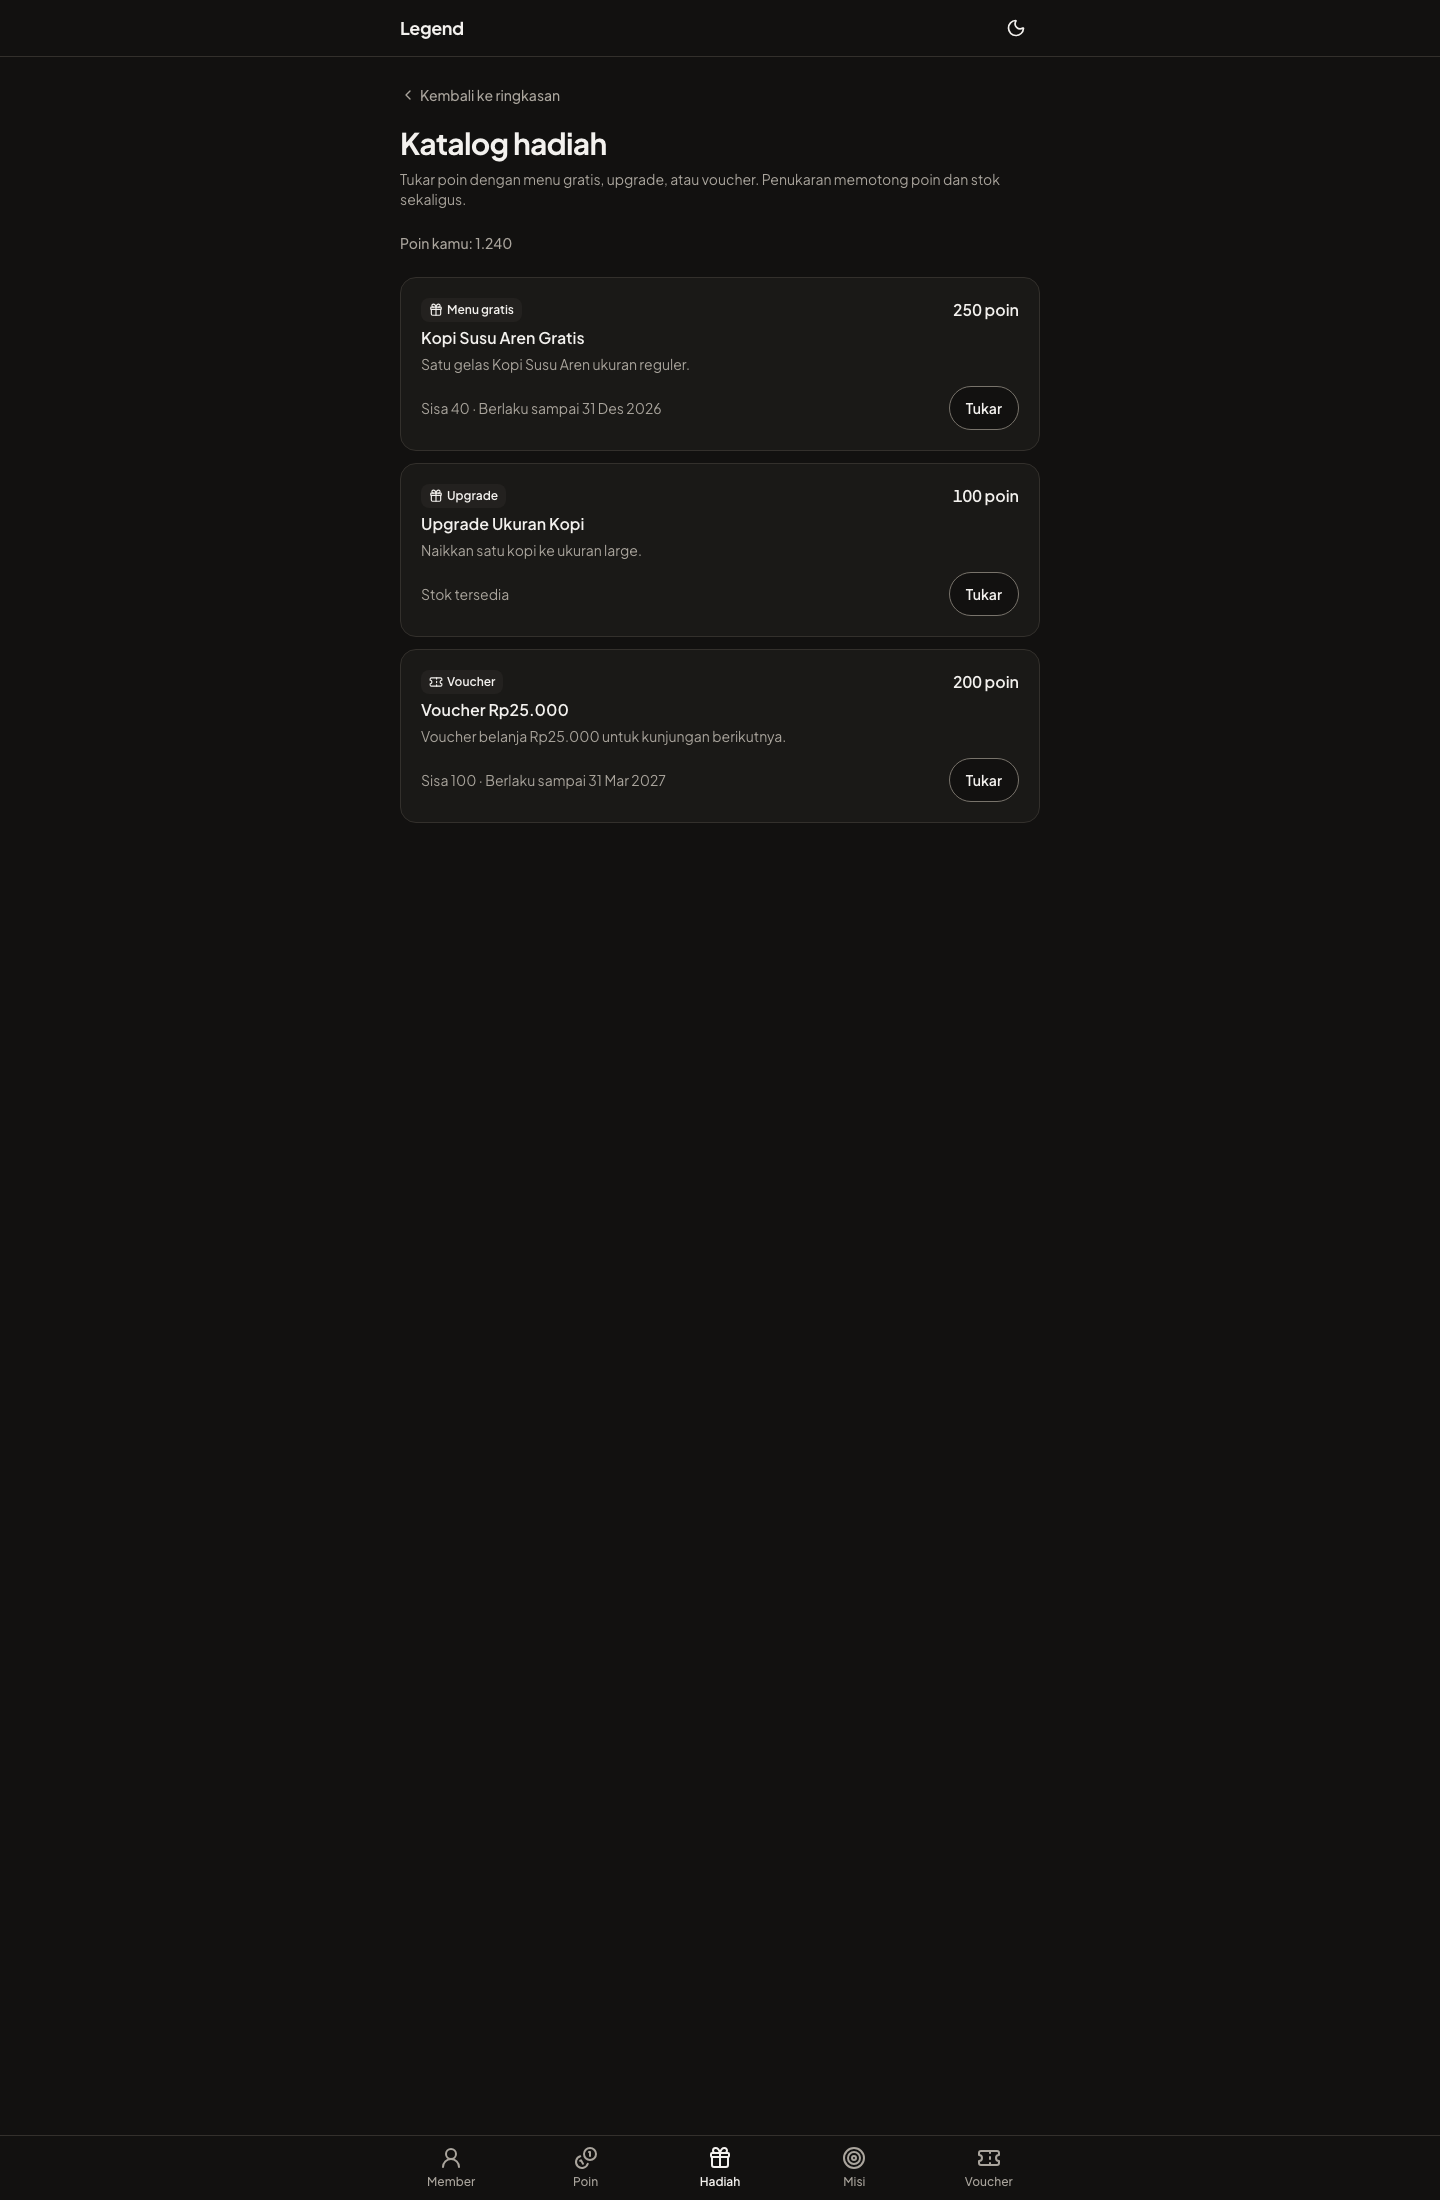 Legend
Kembali ke ringkasan
Katalog hadiah
Tukar poin dengan menu gratis, upgrade, atau voucher. Penukaran memotong poin dan stok
sekaligus.
Poin kamu: 1.240
Menu gratis
250 poin
Kopi Susu Aren Gratis
Satu gelas Kopi Susu Aren ukuran reguler.
Sisa 40 · Berlaku sampai 31 Des 2026
Tukar
Upgrade
100 poin
Upgrade Ukuran Kopi
Naikkan satu kopi ke ukuran large.
Stok tersedia
Tukar
Voucher
200 poin
Voucher Rp25.000
Voucher belanja Rp25.000 untuk kunjungan berikutnya.
Sisa 100 · Berlaku sampai 31 Mar 2027
Tukar
Member
Poin
Hadiah
Misi
Voucher